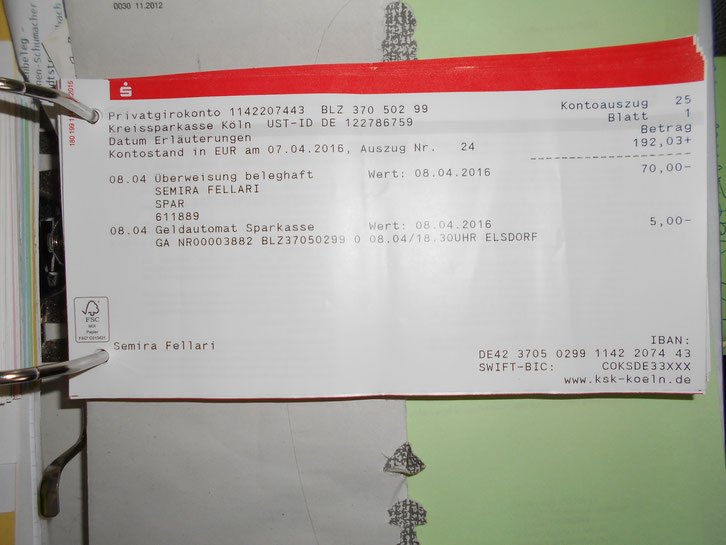 0030 11.2012
Privatgirokonto 1142207443 BLZ 370 502 99 Kontoauszug 25
Kreissparkasse Köln UST-ID DE 122786759 Blatt 1
Datum Erläuterungen Betrag
Kontostand in EUR am 07.04.2016, Auszug Nr. 24 192,03+
08.04 Überweisung beleghaft Wert: 08.04.2016 70,00-
SEMIRA FELLARI
SPAR
611889
08.04 Geldautomat Sparkasse Wert: 08.04.2016 5,00-
GA NR00003882 BLZ37050299 0 08.04/18.30UHR ELSDORF
FSC
Semira Fellari
IBAN:
DE42 3705 0299 1142 2074 43
SWIFT-BIC: COKSDE33XXX
www.ksk-koeln.de